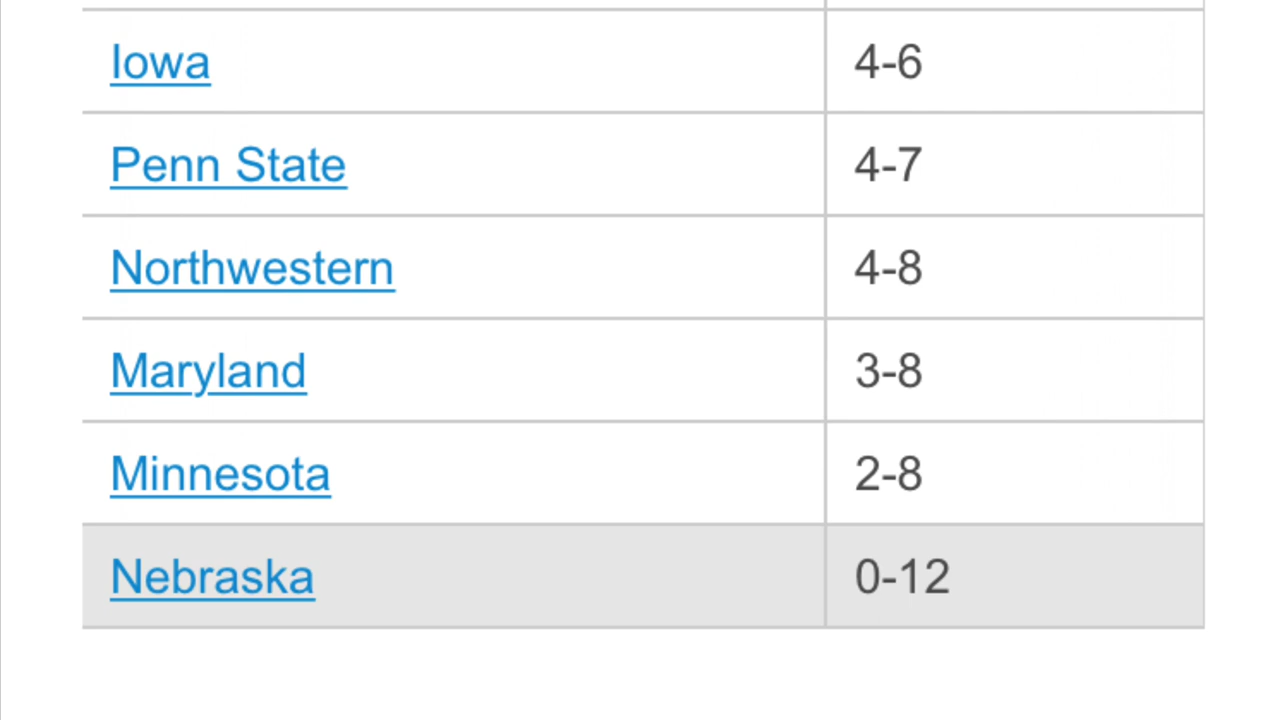 Iowa 4-6
Penn State 4-7
Northwestern 4-8
Maryland 3-8
Minnesota 2-8
Nebraska 0-12